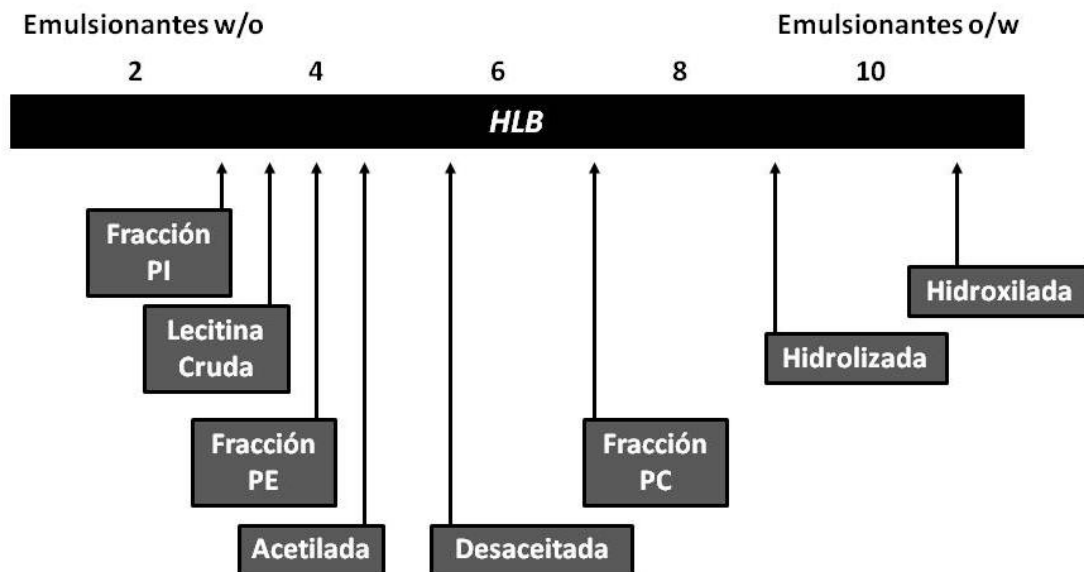 Emulsionantes w/o
Emulsionantes o/w
2 4 6 8 10
HLB
Fracción
PI
Hidroxilada
Lecitina
Cruda
Hidrolizada
Fracción
PE
Fracción
PC
Acetilada
Desaceitada